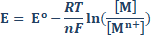 E = E° − RT/nF ln([M]/[Mⁿ⁺])